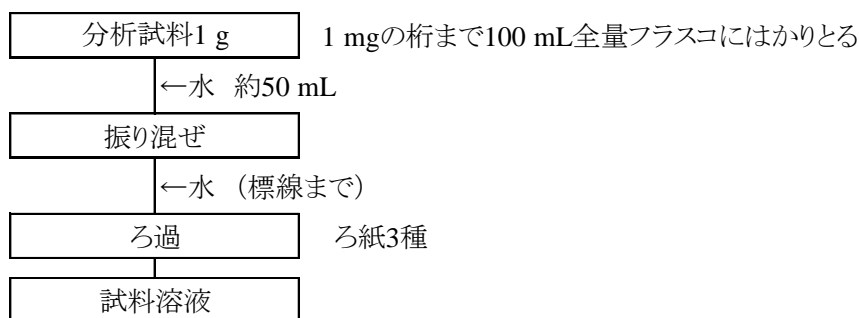 分析試料1 g　1 mgの桁まで100 mL全量フラスコにはかりとる
←水　約50 mL
振り混ぜ
←水　（標線まで）
ろ過　ろ紙3種
試料溶液